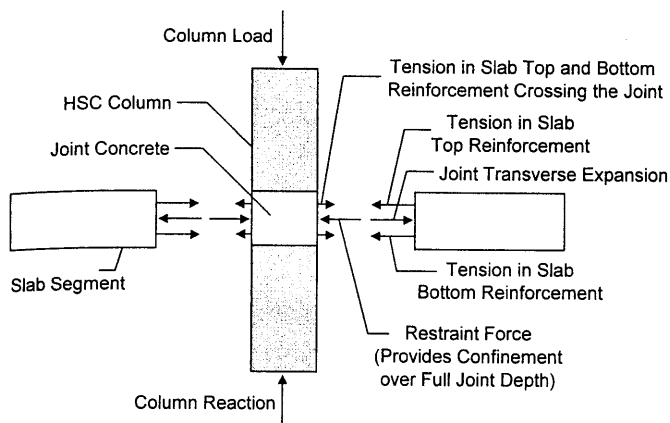 Column Load
HSC Column
Joint Concrete
Tension in Slab Top and Bottom
Reinforcement Crossing the Joint
Tension in Slab
Top Reinforcement
Joint Transverse Expansion
Slab Segment
Tension in Slab
Bottom Reinforcement
Restraint Force
(Provides Confinement
over Full Joint Depth)
Column Reaction